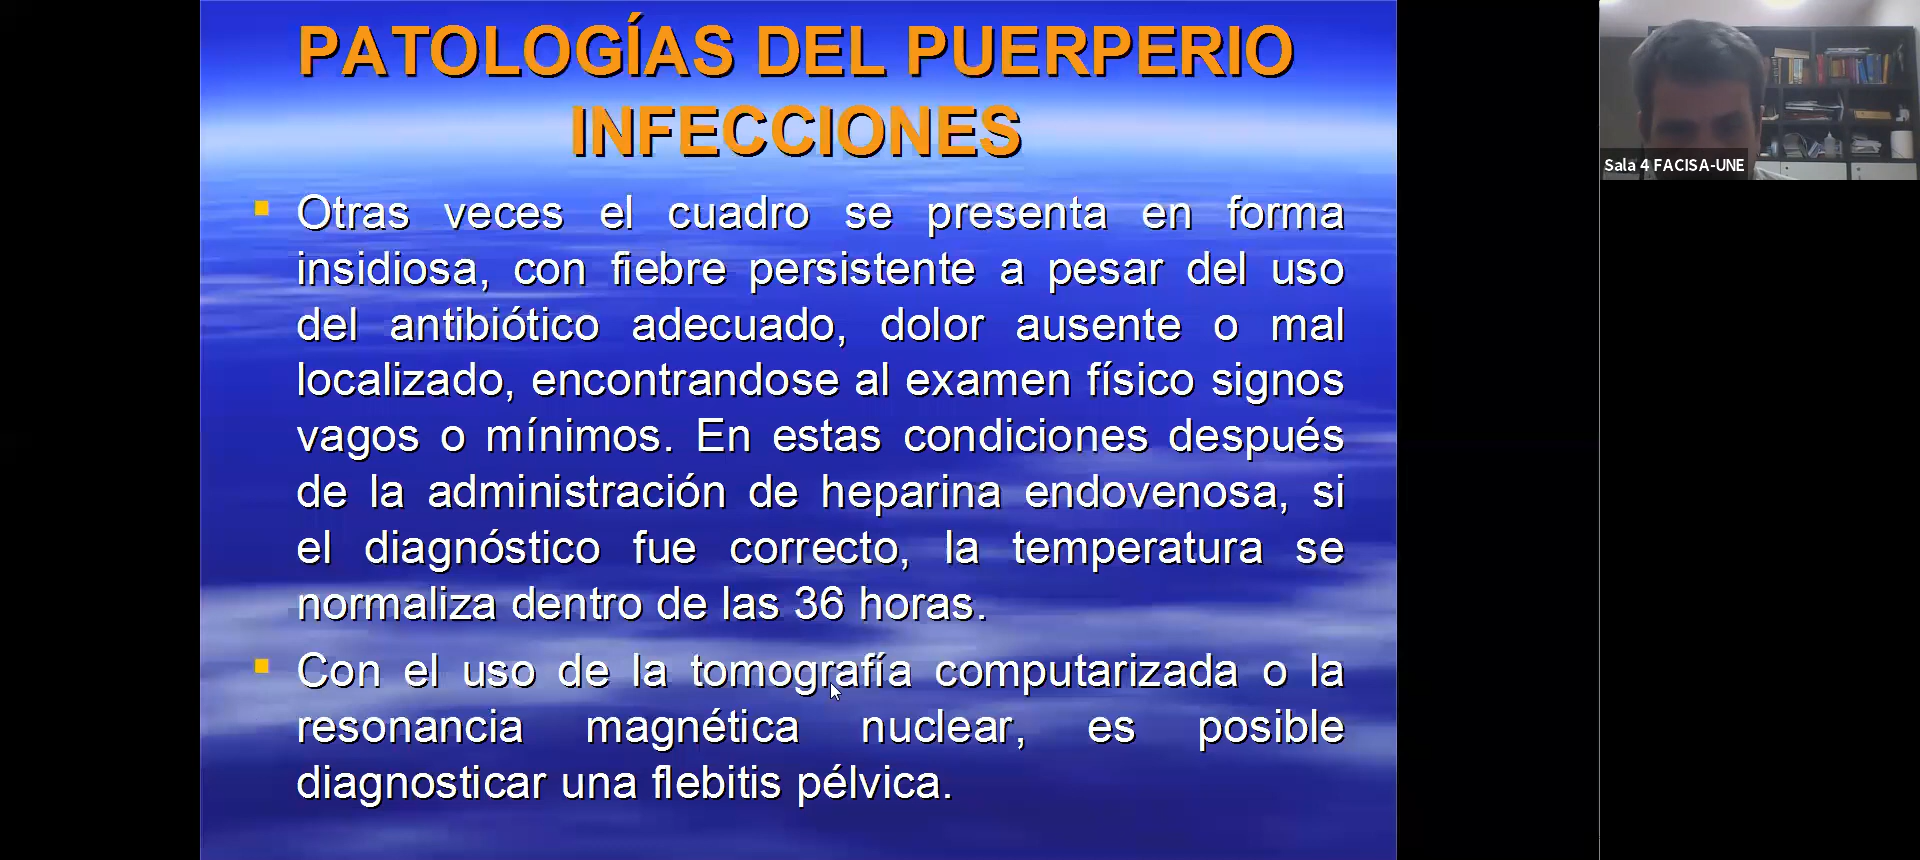 PATOLOGÍAS DEL PUERPERIO
INFECCIONES
Otras veces el cuadro se presenta en forma
insidiosa, con fiebre persistente a pesar del uso
del antibiótico adecuado, dolor ausente o mal
localizado, encontrandose al examen físico signos
vagos o mínimos. En estas condiciones después
de la administración de heparina endovenosa, si
el diagnóstico fue correcto, la temperatura se
normaliza dentro de las 36 horas.
Con el uso de la tomografía computarizada o la
resonancia magnética nuclear, es posible
diagnosticar una flebitis pélvica.
Sala 4 FACISA-UNE